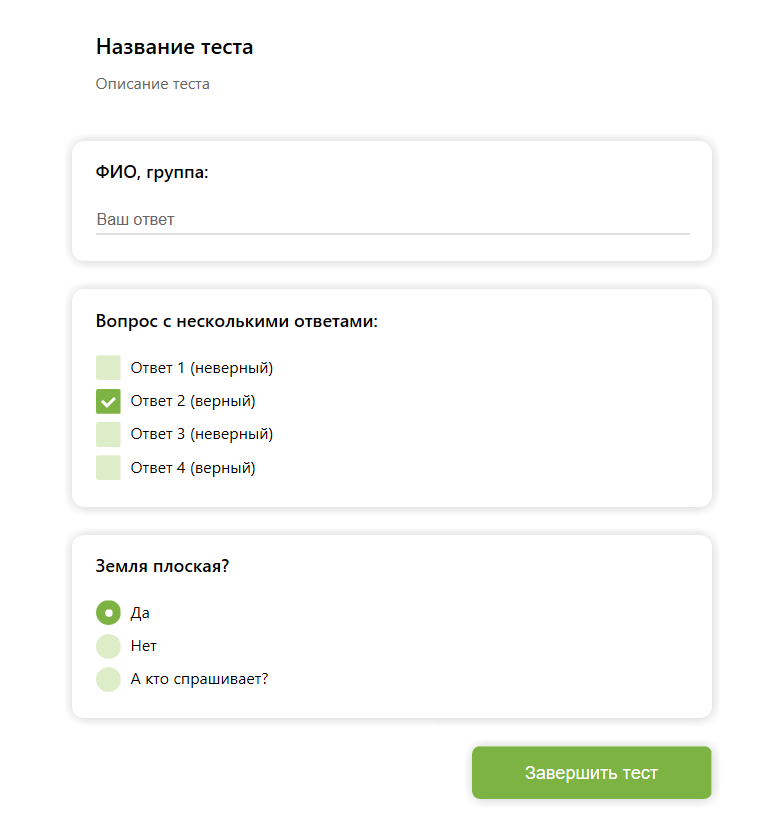 Название теста
Описание теста
ФИО, группа:
Ваш ответ
Вопрос с несколькими ответами:
Ответ 1 (неверный)
Ответ 2 (верный)
Ответ 3 (неверный)
Ответ 4 (верный)
Земля плоская?
Да
Нет
А кто спрашивает?
Завершить тест